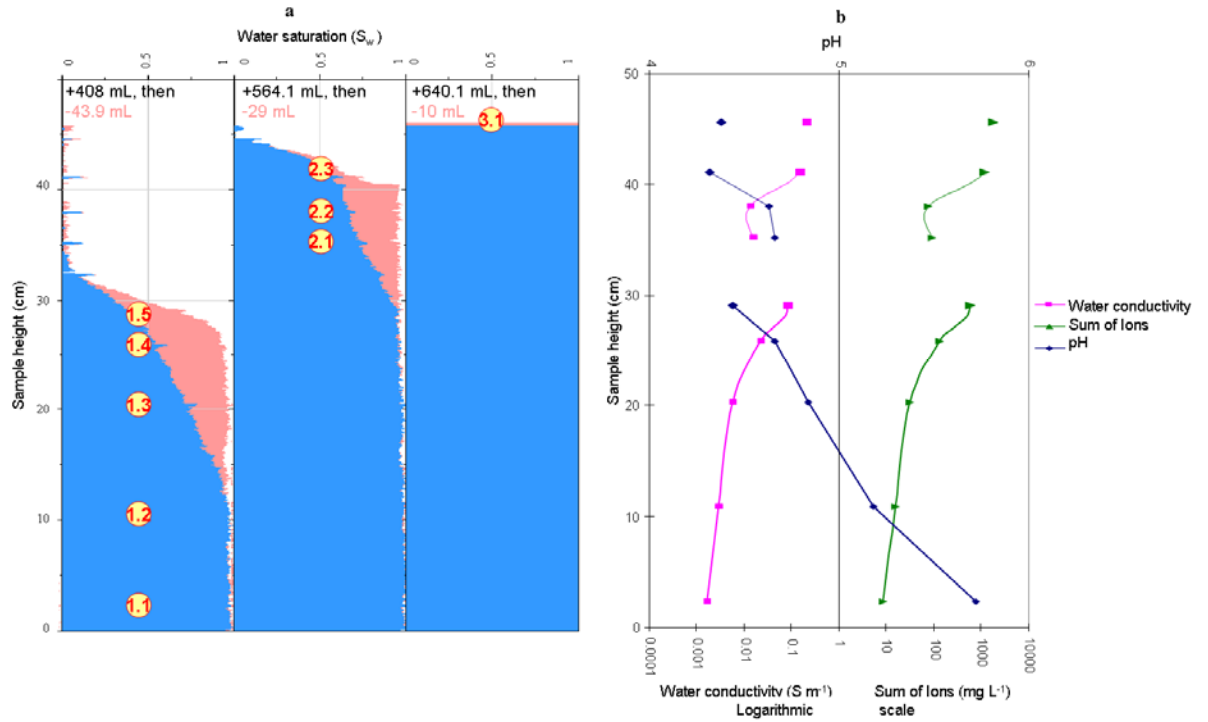 a
Water saturation (Sw)
0 0.5 1 0 0.5 1 0 0.5 1
+408 mL, then
-43.9 mL
+564.1 mL, then
-29 mL
+640.1 mL, then
-10 mL
3.1
2.3
2.2
2.1
1.5
1.4
1.3
1.2
1.1
40
30
20
10
0
Sample height (cm)
b
pH
4 5 6
50
40
30
20
10
0
Sample height (cm)
0.0001 0.001 0.01 0.1 1 10 100 1000 10000
Water conductivity (S m-1)
Sum of Ions (mg L-1)
Logarithmic
scale
Water conductivity
Sum of Ions
pH